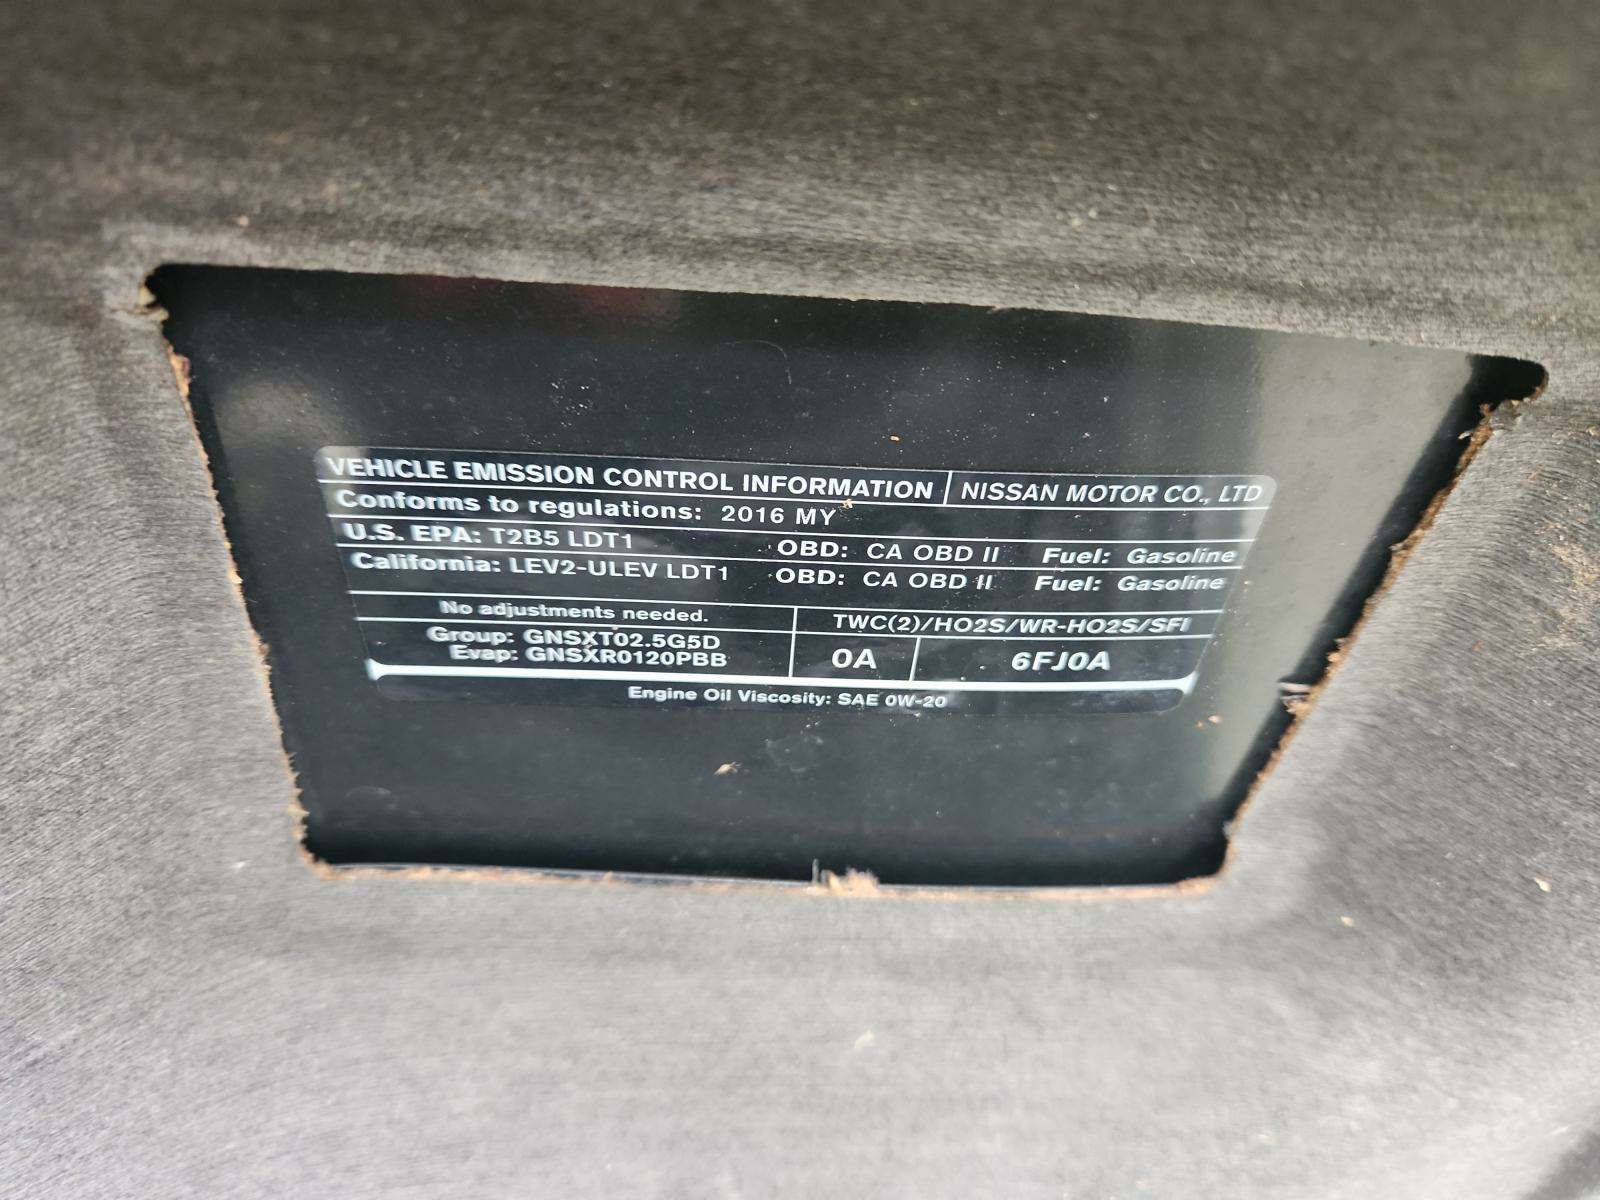 VEHICLE EMISSION CONTROL INFORMATION NISSAN MOTOR CO., LTD
Conforms to regulations: 2016 MY
U.S. EPA: T2B5 LDT1 OBD: CA OBD II Fuel: Gasoline
California: LEV2-ULEV LDT1 OBD: CA OBD II Fuel: Gasoline
No adjustments needed. TWC(2)/HO2S/WR-HO2S/SFI
Group: GNSXT02.5G5D
Evap: GNSXR0120PBB 0A 6FJ0A
Engine Oil Viscosity: SAE 0W-20